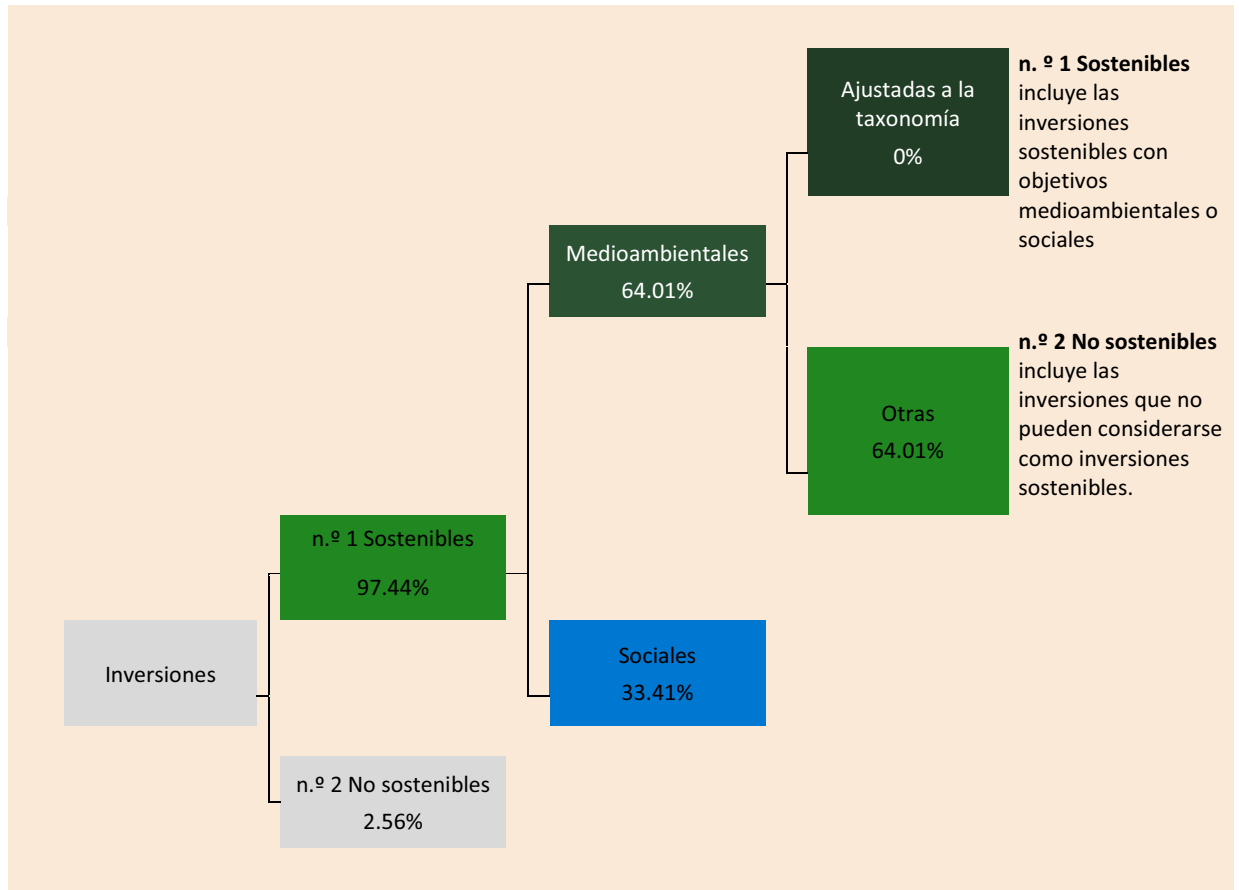 Ajustadas a la
taxonomía
0%
n. º 1 Sostenibles
incluye las
inversiones
sostenibles con
objetivos
medioambientales o
sociales
Medioambientales
64.01%
n.º 2 No sostenibles
incluye las
inversiones que no
pueden considerarse
como inversiones
sostenibles.
Otras
64.01%
n.º 1 Sostenibles
97.44%
Inversiones
Sociales
33.41%
n.º 2 No sostenibles
2.56%